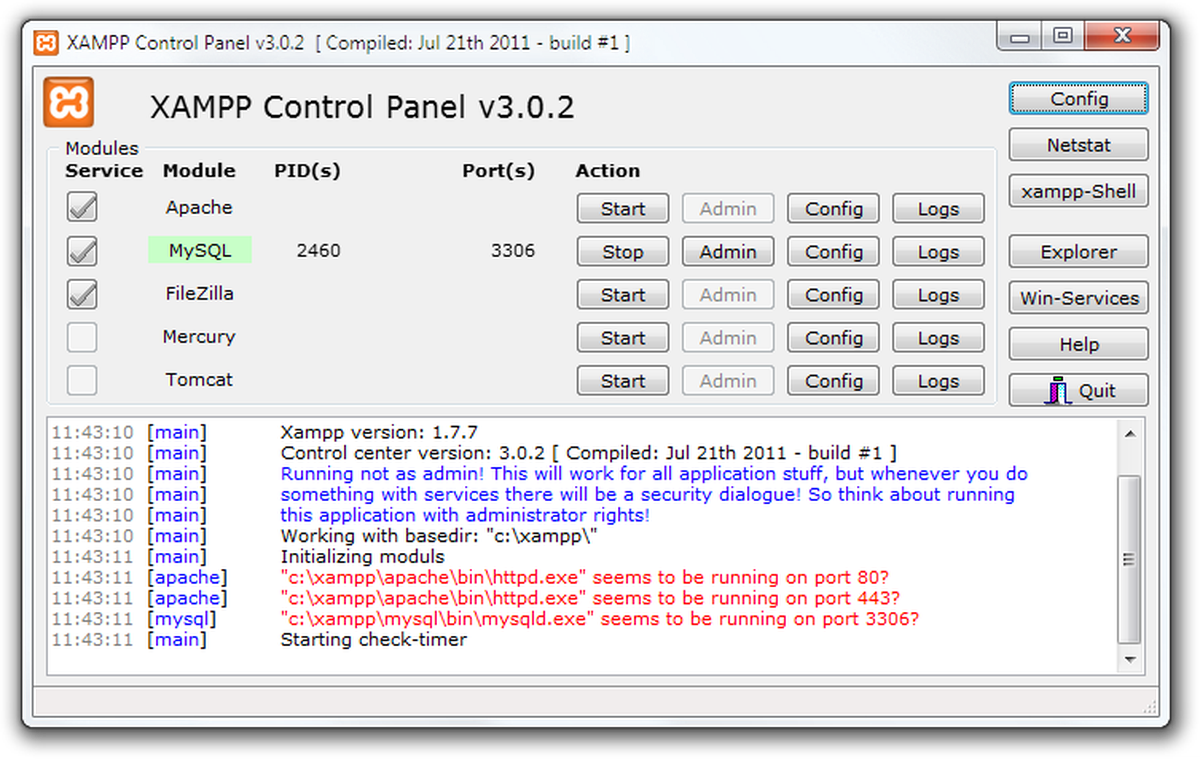 XAMPP Control Panel v3.0.2 [ Compiled: Jul 21th 2011 - build #1 ]
XAMPP Control Panel v3.0.2
Config
Netstat
xampp-Shell
Explorer
Win-Services
Help
Quit
Modules
Service Module PID(s) Port(s) Action
Apache Start Admin Config Logs
MySQL 2460 3306 Stop Admin Config Logs
FileZilla Start Admin Config Logs
Mercury Start Admin Config Logs
Tomcat Start Admin Config Logs
11:43:10 [main] Xampp version: 1.7.7
11:43:10 [main] Control center version: 3.0.2 [ Compiled: Jul 21th 2011 - build #1 ]
11:43:10 [main] Running not as admin! This will work for all application stuff, but whenever you do
11:43:10 [main] something with services there will be a security dialogue! So think about running
11:43:10 [main] this application with administrator rights!
11:43:10 [main] Working with basedir: "c:\xampp\"
11:43:11 [main] Initializing moduls
11:43:11 [apache] "c:\xampp\apache\bin\httpd.exe" seems to be running on port 80?
11:43:11 [apache] "c:\xampp\apache\bin\httpd.exe" seems to be running on port 443?
11:43:11 [mysql] "c:\xampp\mysql\bin\mysqld.exe" seems to be running on port 3306?
11:43:11 [main] Starting check-timer